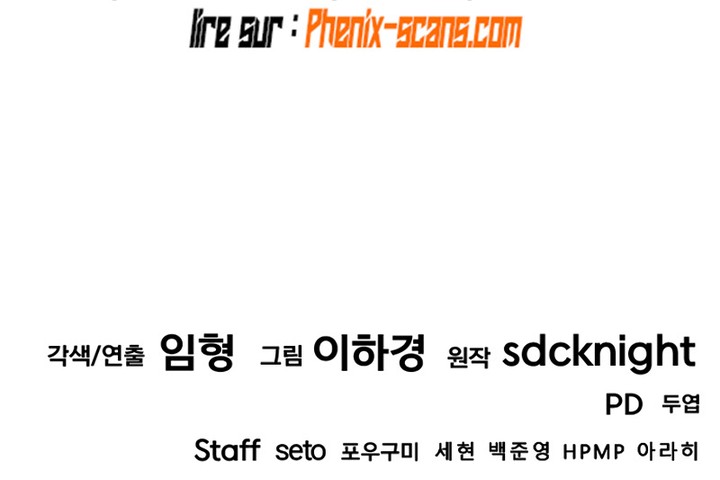 lire sur : Phenix-scans.com
각색/연출 임형 그림 이하경 원작 sdcknight
PD 두엽
Staff seto 포우구미 세현 백준영 HPMP 아라히